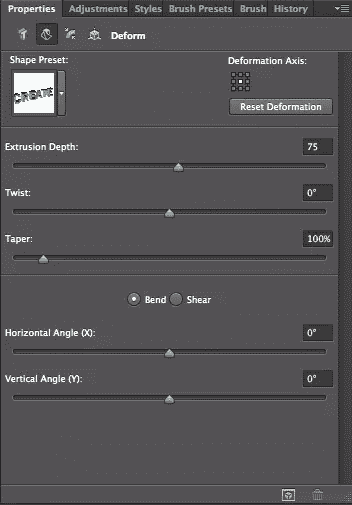 Properties Adjustments Styles Brush Presets Brush History
Deform
Shape Preset: Deformation Axis:
CREATE
Reset Deformation
Extrusion Depth: 75
Twist: 0°
Taper: 100%
Bend Shear
Horizontal Angle (X): 0°
Vertical Angle (Y): 0°